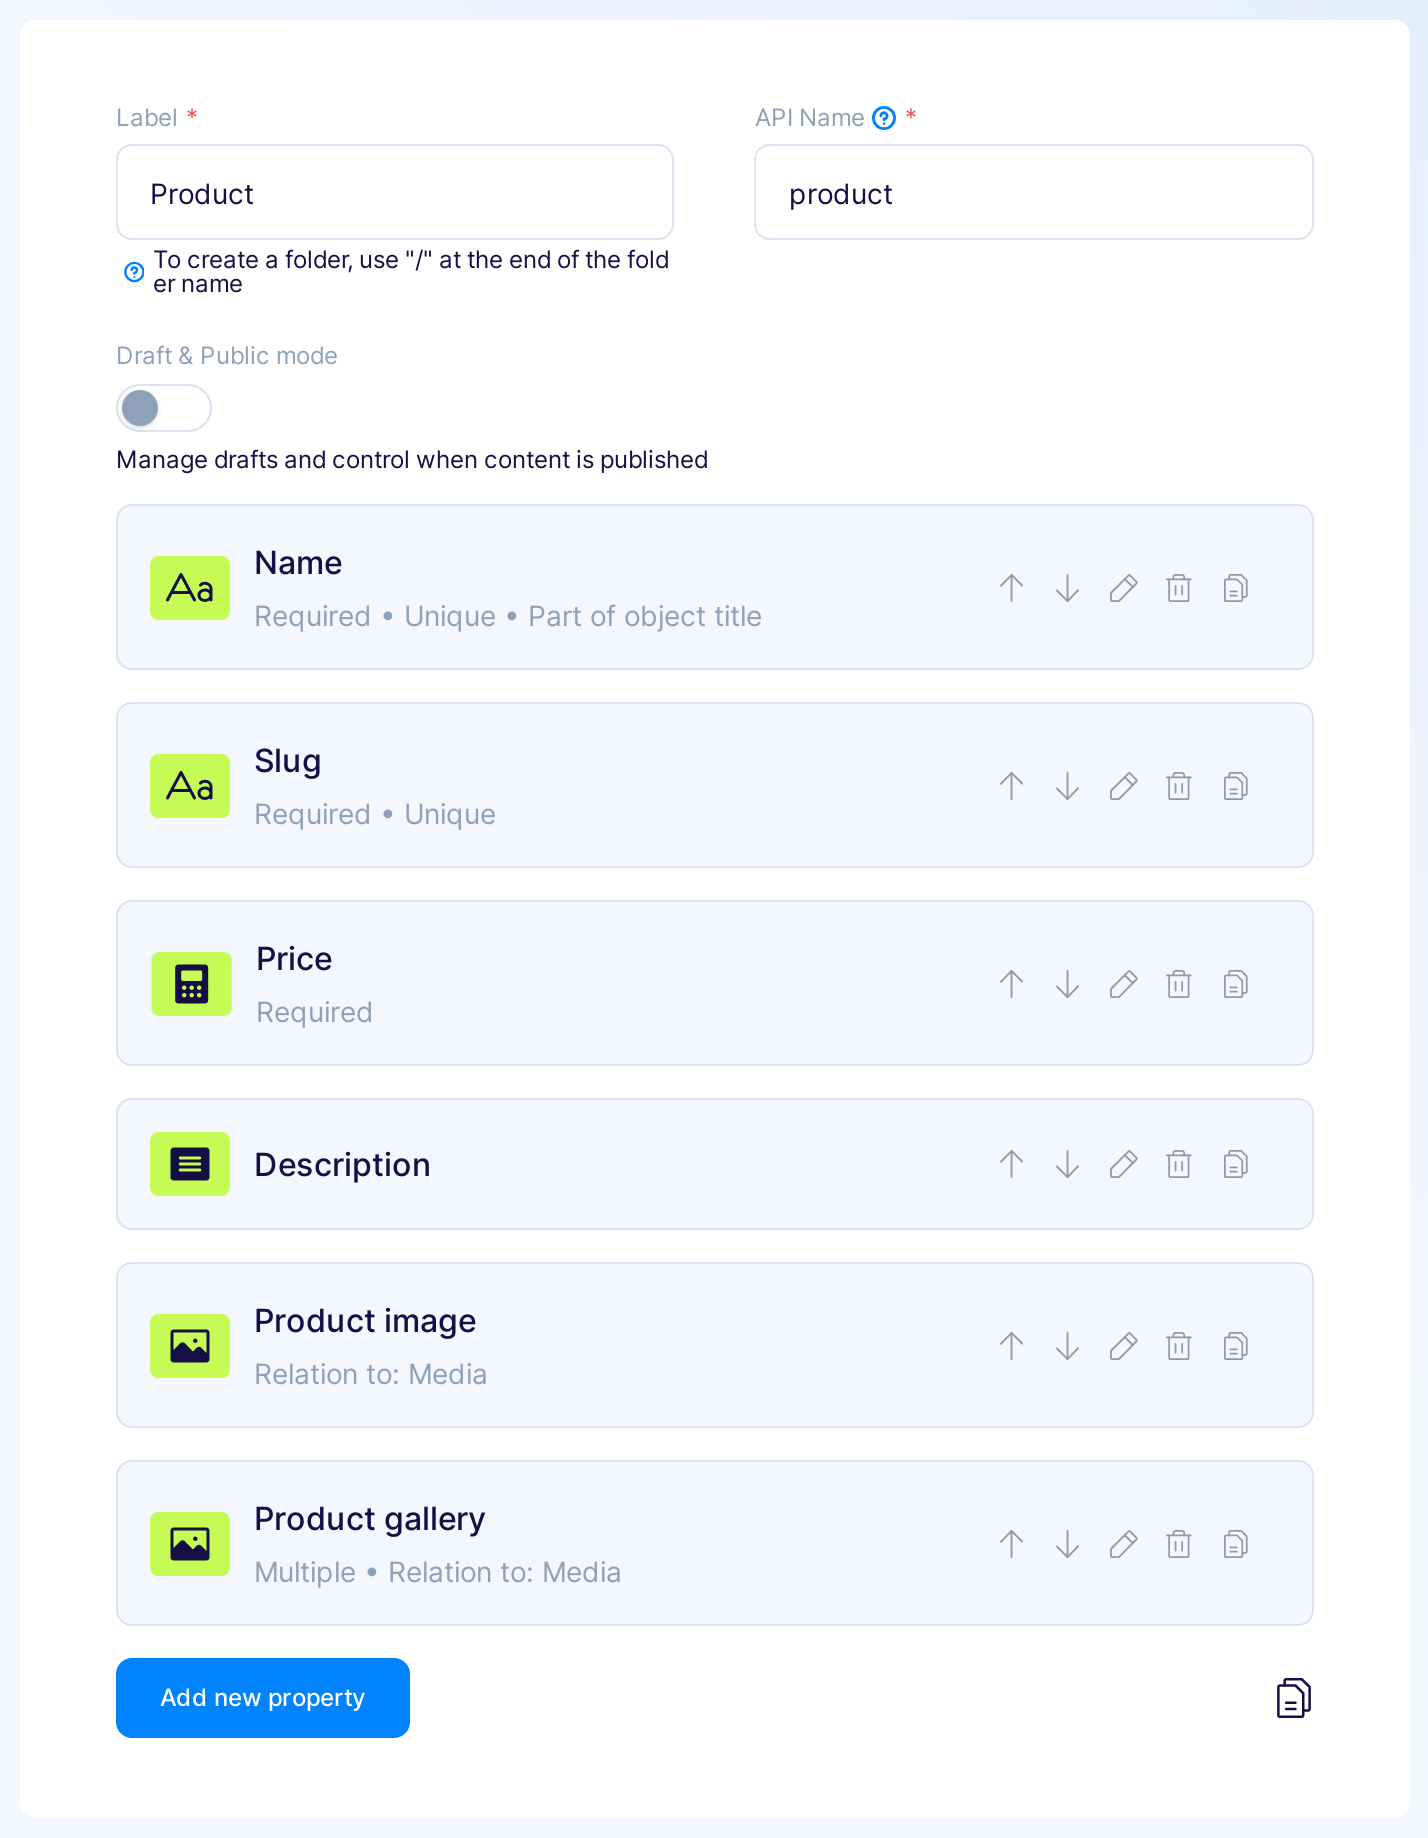 Label *
API Name *
Product
product
To create a folder, use "/" at the end of the fold
er name
Draft & Public mode
Manage drafts and control when content is published
Aa
Name
Required • Unique • Part of object title
Aa
Slug
Required • Unique
Price
Required
Description
Product image
Relation to: Media
Product gallery
Multiple • Relation to: Media
Add new property